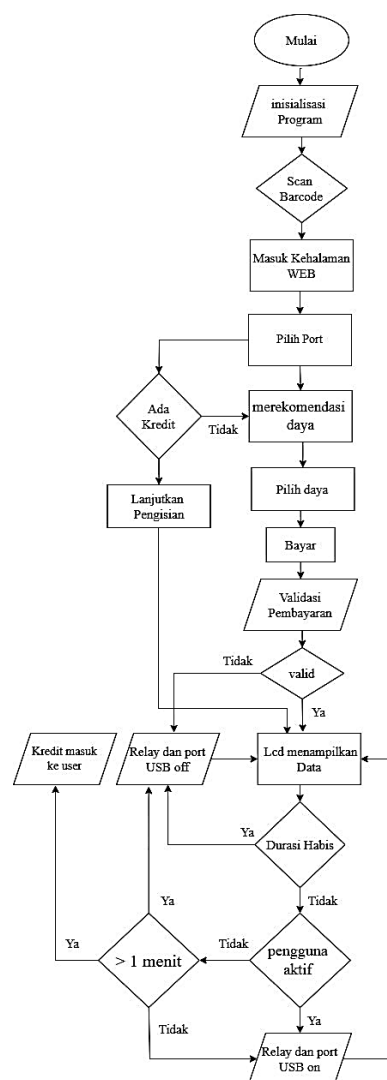 Mulai
inisialisasi
Program
Scan
Barcode
Masuk Kehalaman
WEB
Pilih Port
Ada
Kredit
Tidak
merekomendasi
daya
Lanjutkan
Pengisian
Pilih daya
Bayar
Validasi
Pembayaran
Tidak
valid
Ya
Kredit masuk
ke user
Relay dan port
USB off
Lcd menampilkan
Data
Ya
Durasi Habis
Tidak
Ya
Ya
> 1 menit
Tidak
pengguna
aktif
Tidak
Ya
Relay dan port
USB on